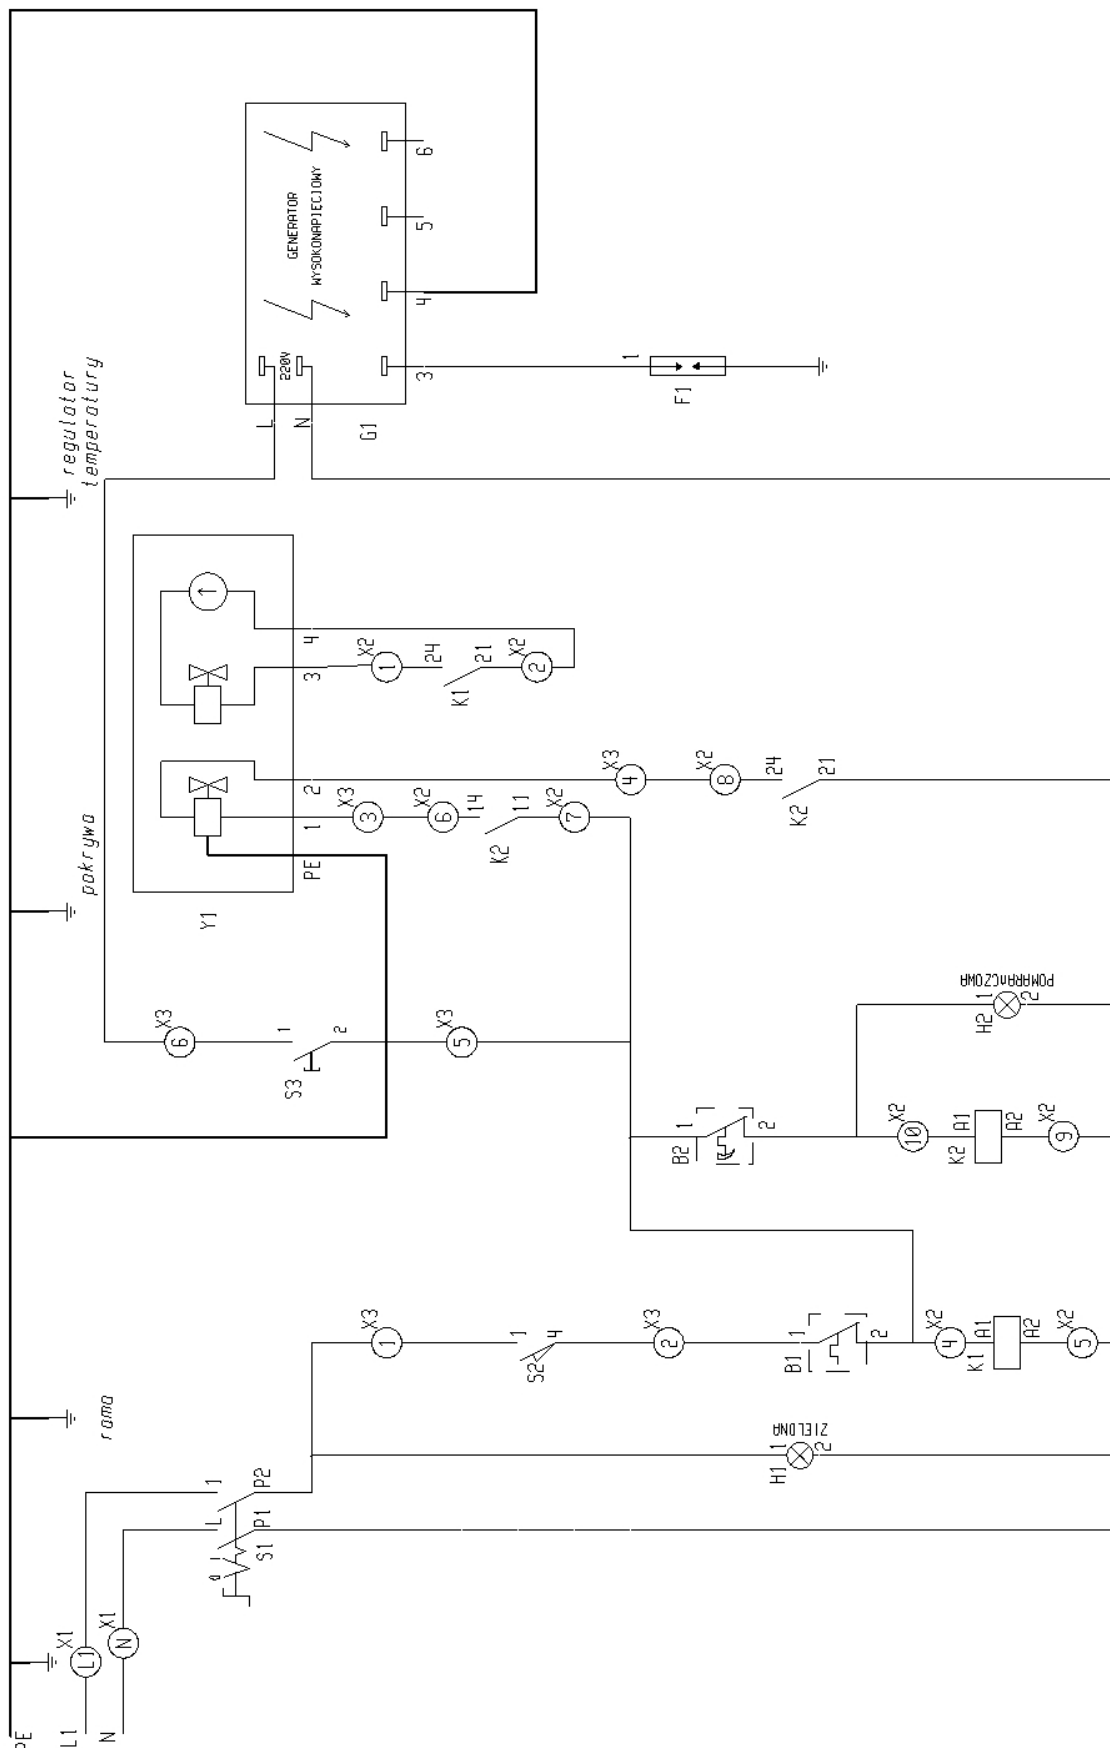 PE
L1
N
X1
L1
X1
N
rama
pokrywa
regulator
temperatury
0
I
S1
L
1
P1
P2
H1
1
2
ZIELONA
X3
1
1
S2
4
X3
2
B1
1
2
X2
4
K1
A1
A2
X2
5
X3
6
1
S3
2
X3
5
B2
1
2
X2
10
K2
A1
A2
X2
9
H2
1
2
POMARAnCZOWA
Y1
PE
1
2
3
4
X3
3
X2
6
14
K2
11
X2
7
X3
4
X2
8
24
K2
21
X2
1
24
K1
21
X2
2
GENERATOR
WYSOKONAPIECIOWY
220V
L
N
G1
3
4
5
6
1
F1